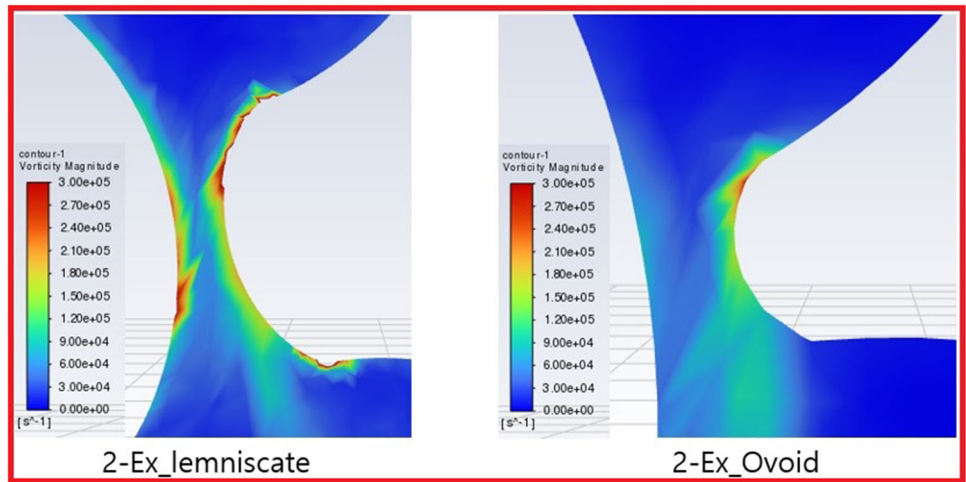 contour-1
Vorticity Magnitude
3.00e+05
2.70e+05
2.40e+05
2.10e+05
1.80e+05
1.50e+05
1.20e+05
9.00e+04
6.00e+04
3.00e+04
0.00e+00
[s^-1]
2-Ex_lemniscate
contour-1
Vorticity Magnitude
3.00e+05
2.70e+05
2.40e+05
2.10e+05
1.80e+05
1.50e+05
1.20e+05
9.00e+04
6.00e+04
3.00e+04
0.00e+00
[s^-1]
2-Ex_Ovoid